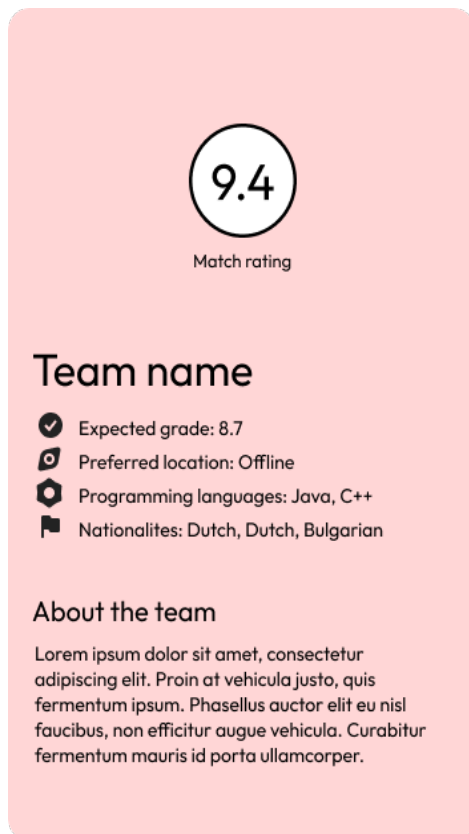 9.4
Match rating
Team name
Expected grade: 8.7
Preferred location: Offline
Programming languages: Java, C++
Nationalites: Dutch, Dutch, Bulgarian
About the team
Lorem ipsum dolor sit amet, consectetur
adipiscing elit. Proin at vehicula justo, quis
fermentum ipsum. Phasellus auctor elit eu nisl
faucibus, non efficitur augue vehicula. Curabitur
fermentum mauris id porta ullamcorper.